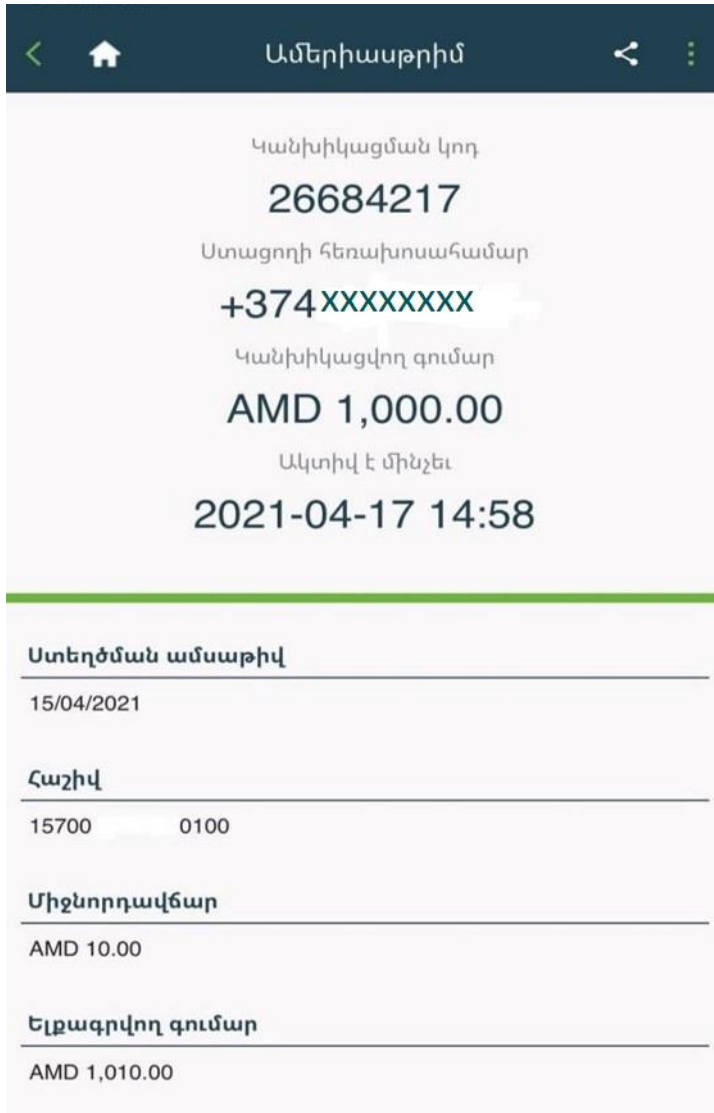 Ամերիասթրիմ
Կանխիկացման կոդ
26684217
Ստացողի հեռախոսահամար
+374XXXXXXXX
Կանխիկացվող գումար
AMD 1,000.00
Ակտիվ է մինչեւ
2021-04-17 14:58
Ստեղծման ամսաթիվ
15/04/2021
Հաշիվ
15700 0100
Միջնորդավճար
AMD 10.00
Ելքագրվող գումար
AMD 1,010.00